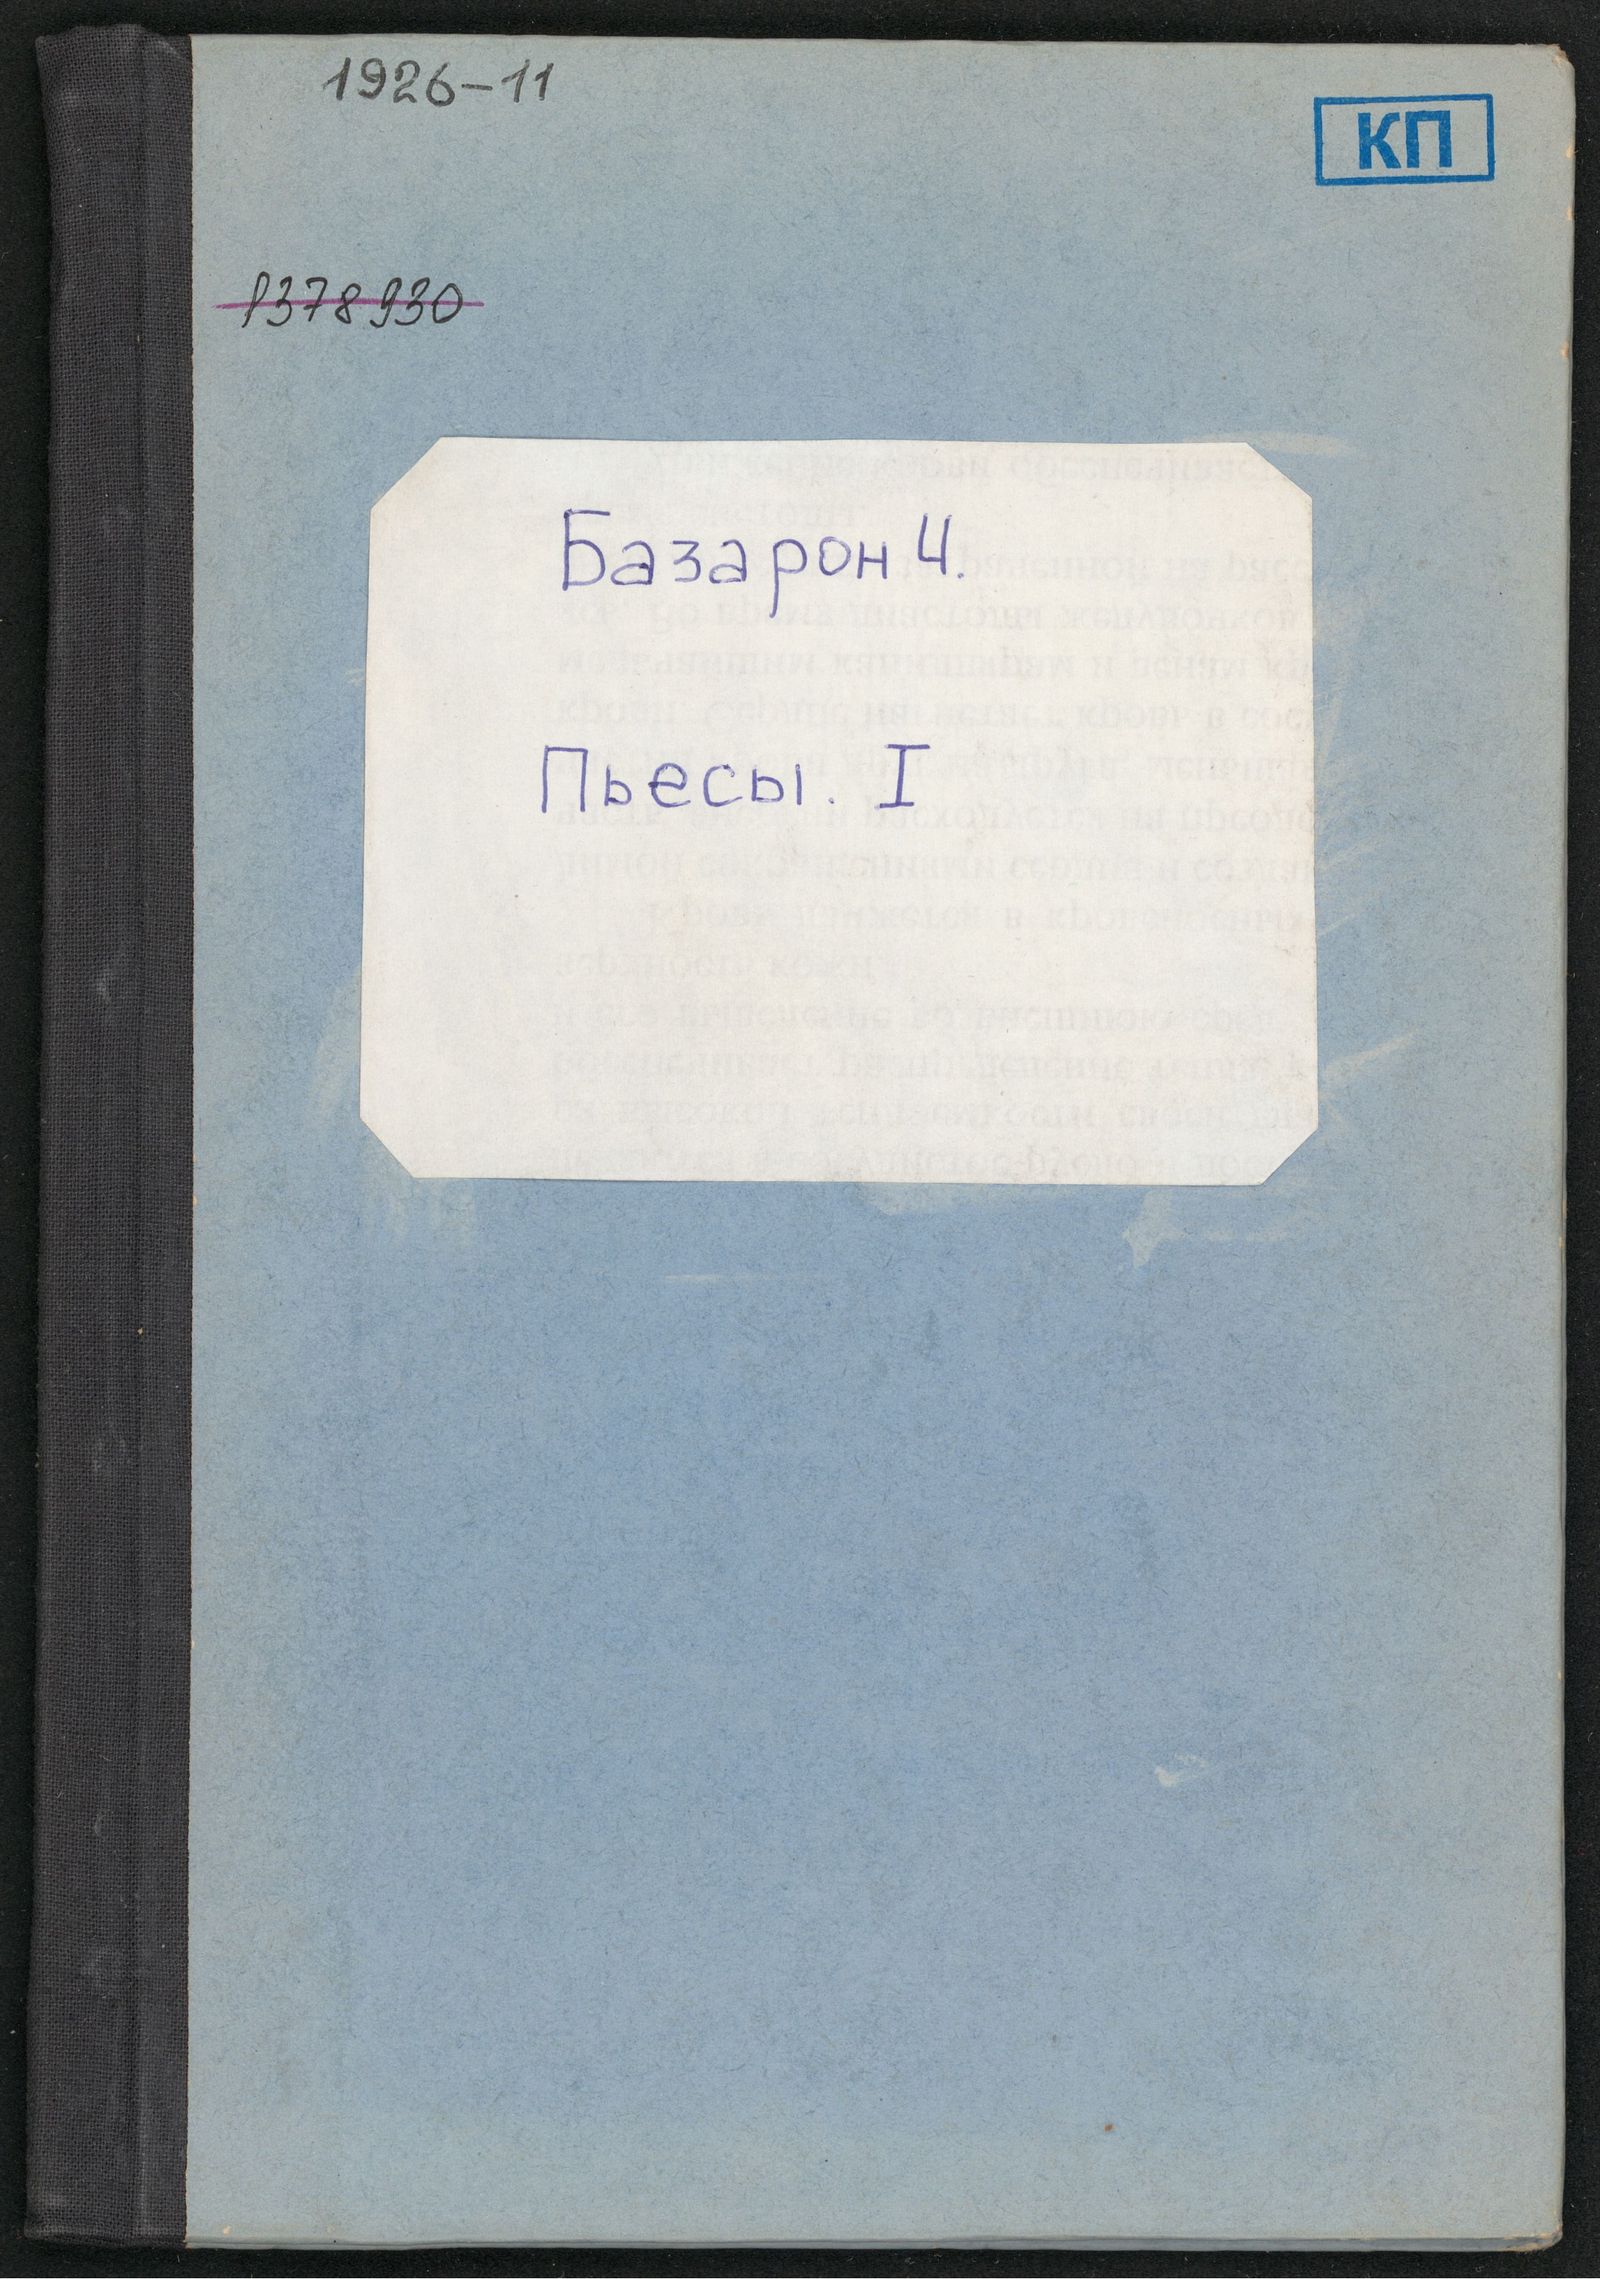 1926-11
КП
1378930
Базарон Ч.
Пьесы. I